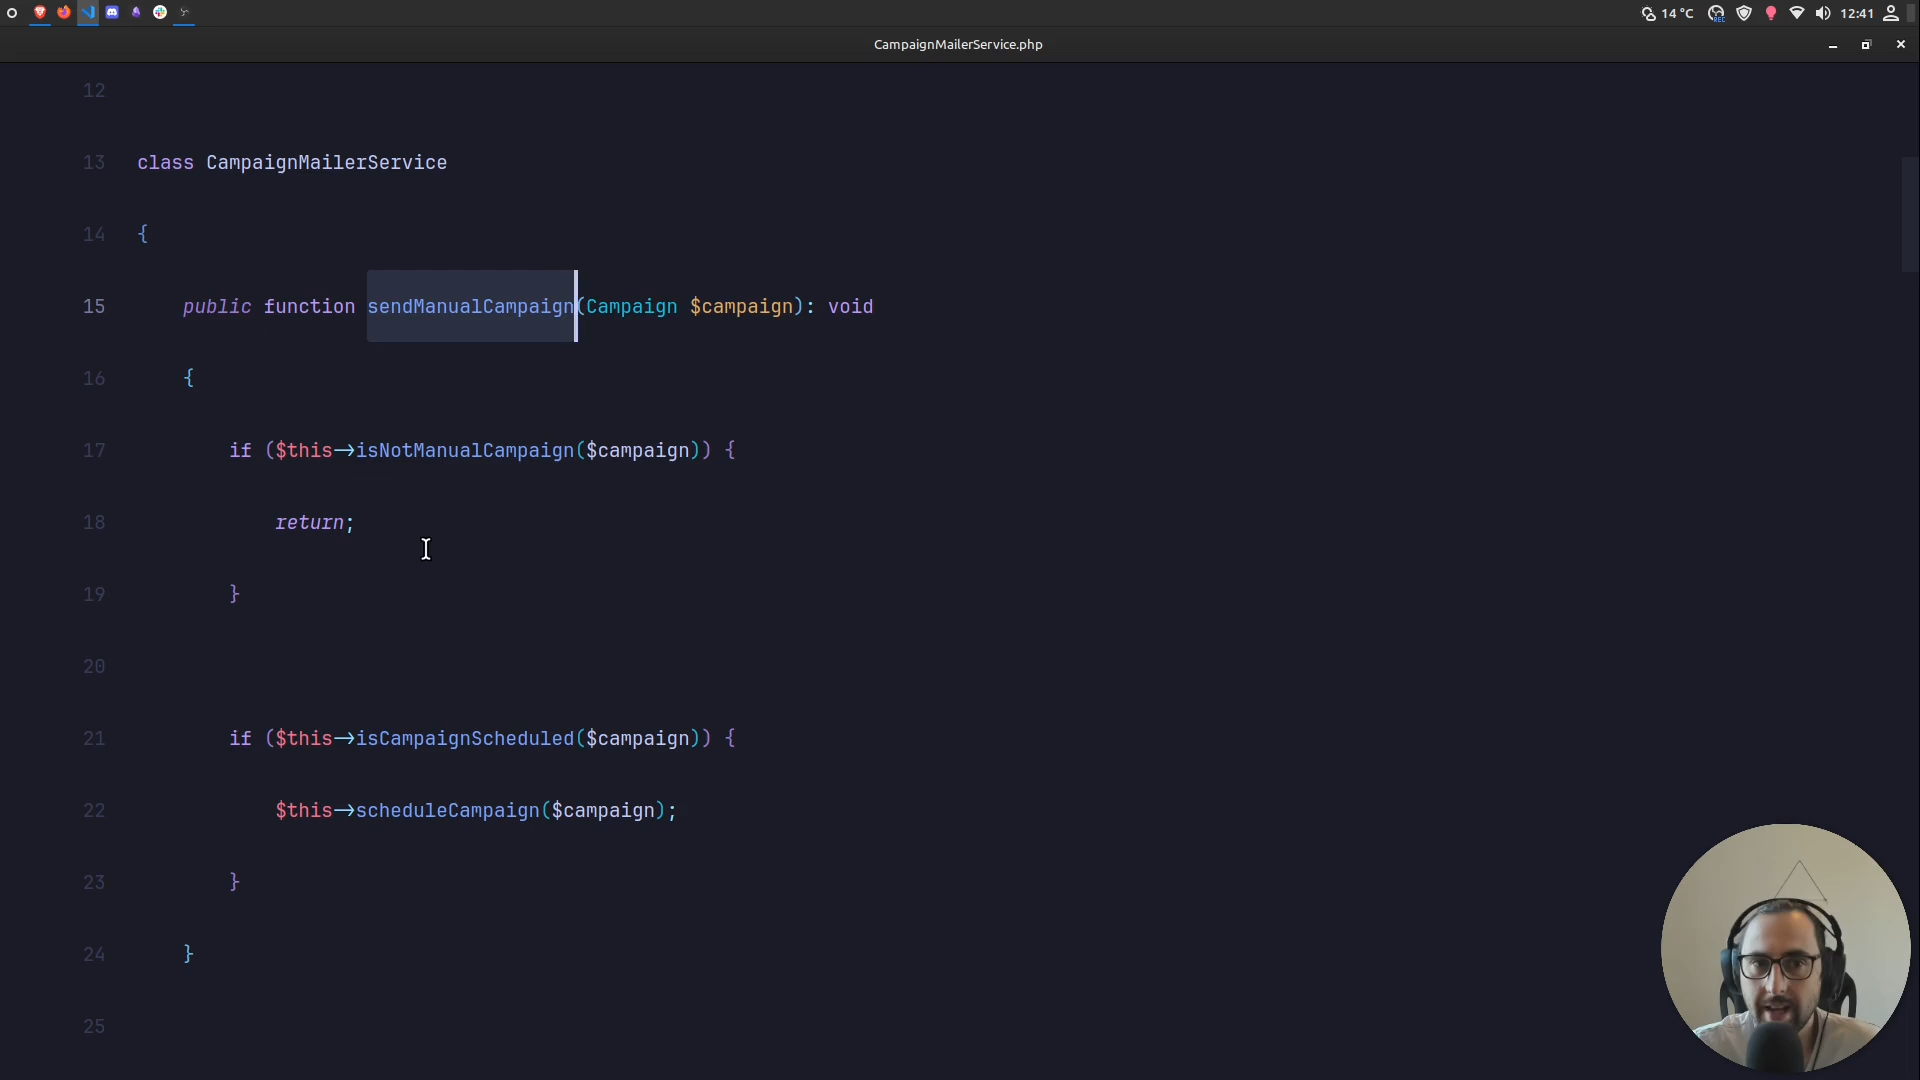 14 °C
REC
12:41
CampaignMailerService.php
12
13 class CampaignMailerService
14 {
15 public function sendManualCampaign(Campaign $campaign): void
16 {
17 if ($this->isNotManualCampaign($campaign)) {
18 return;
19 }
20
21 if ($this->isCampaignScheduled($campaign)) {
22 $this->scheduleCampaign($campaign);
23 }
24 }
25